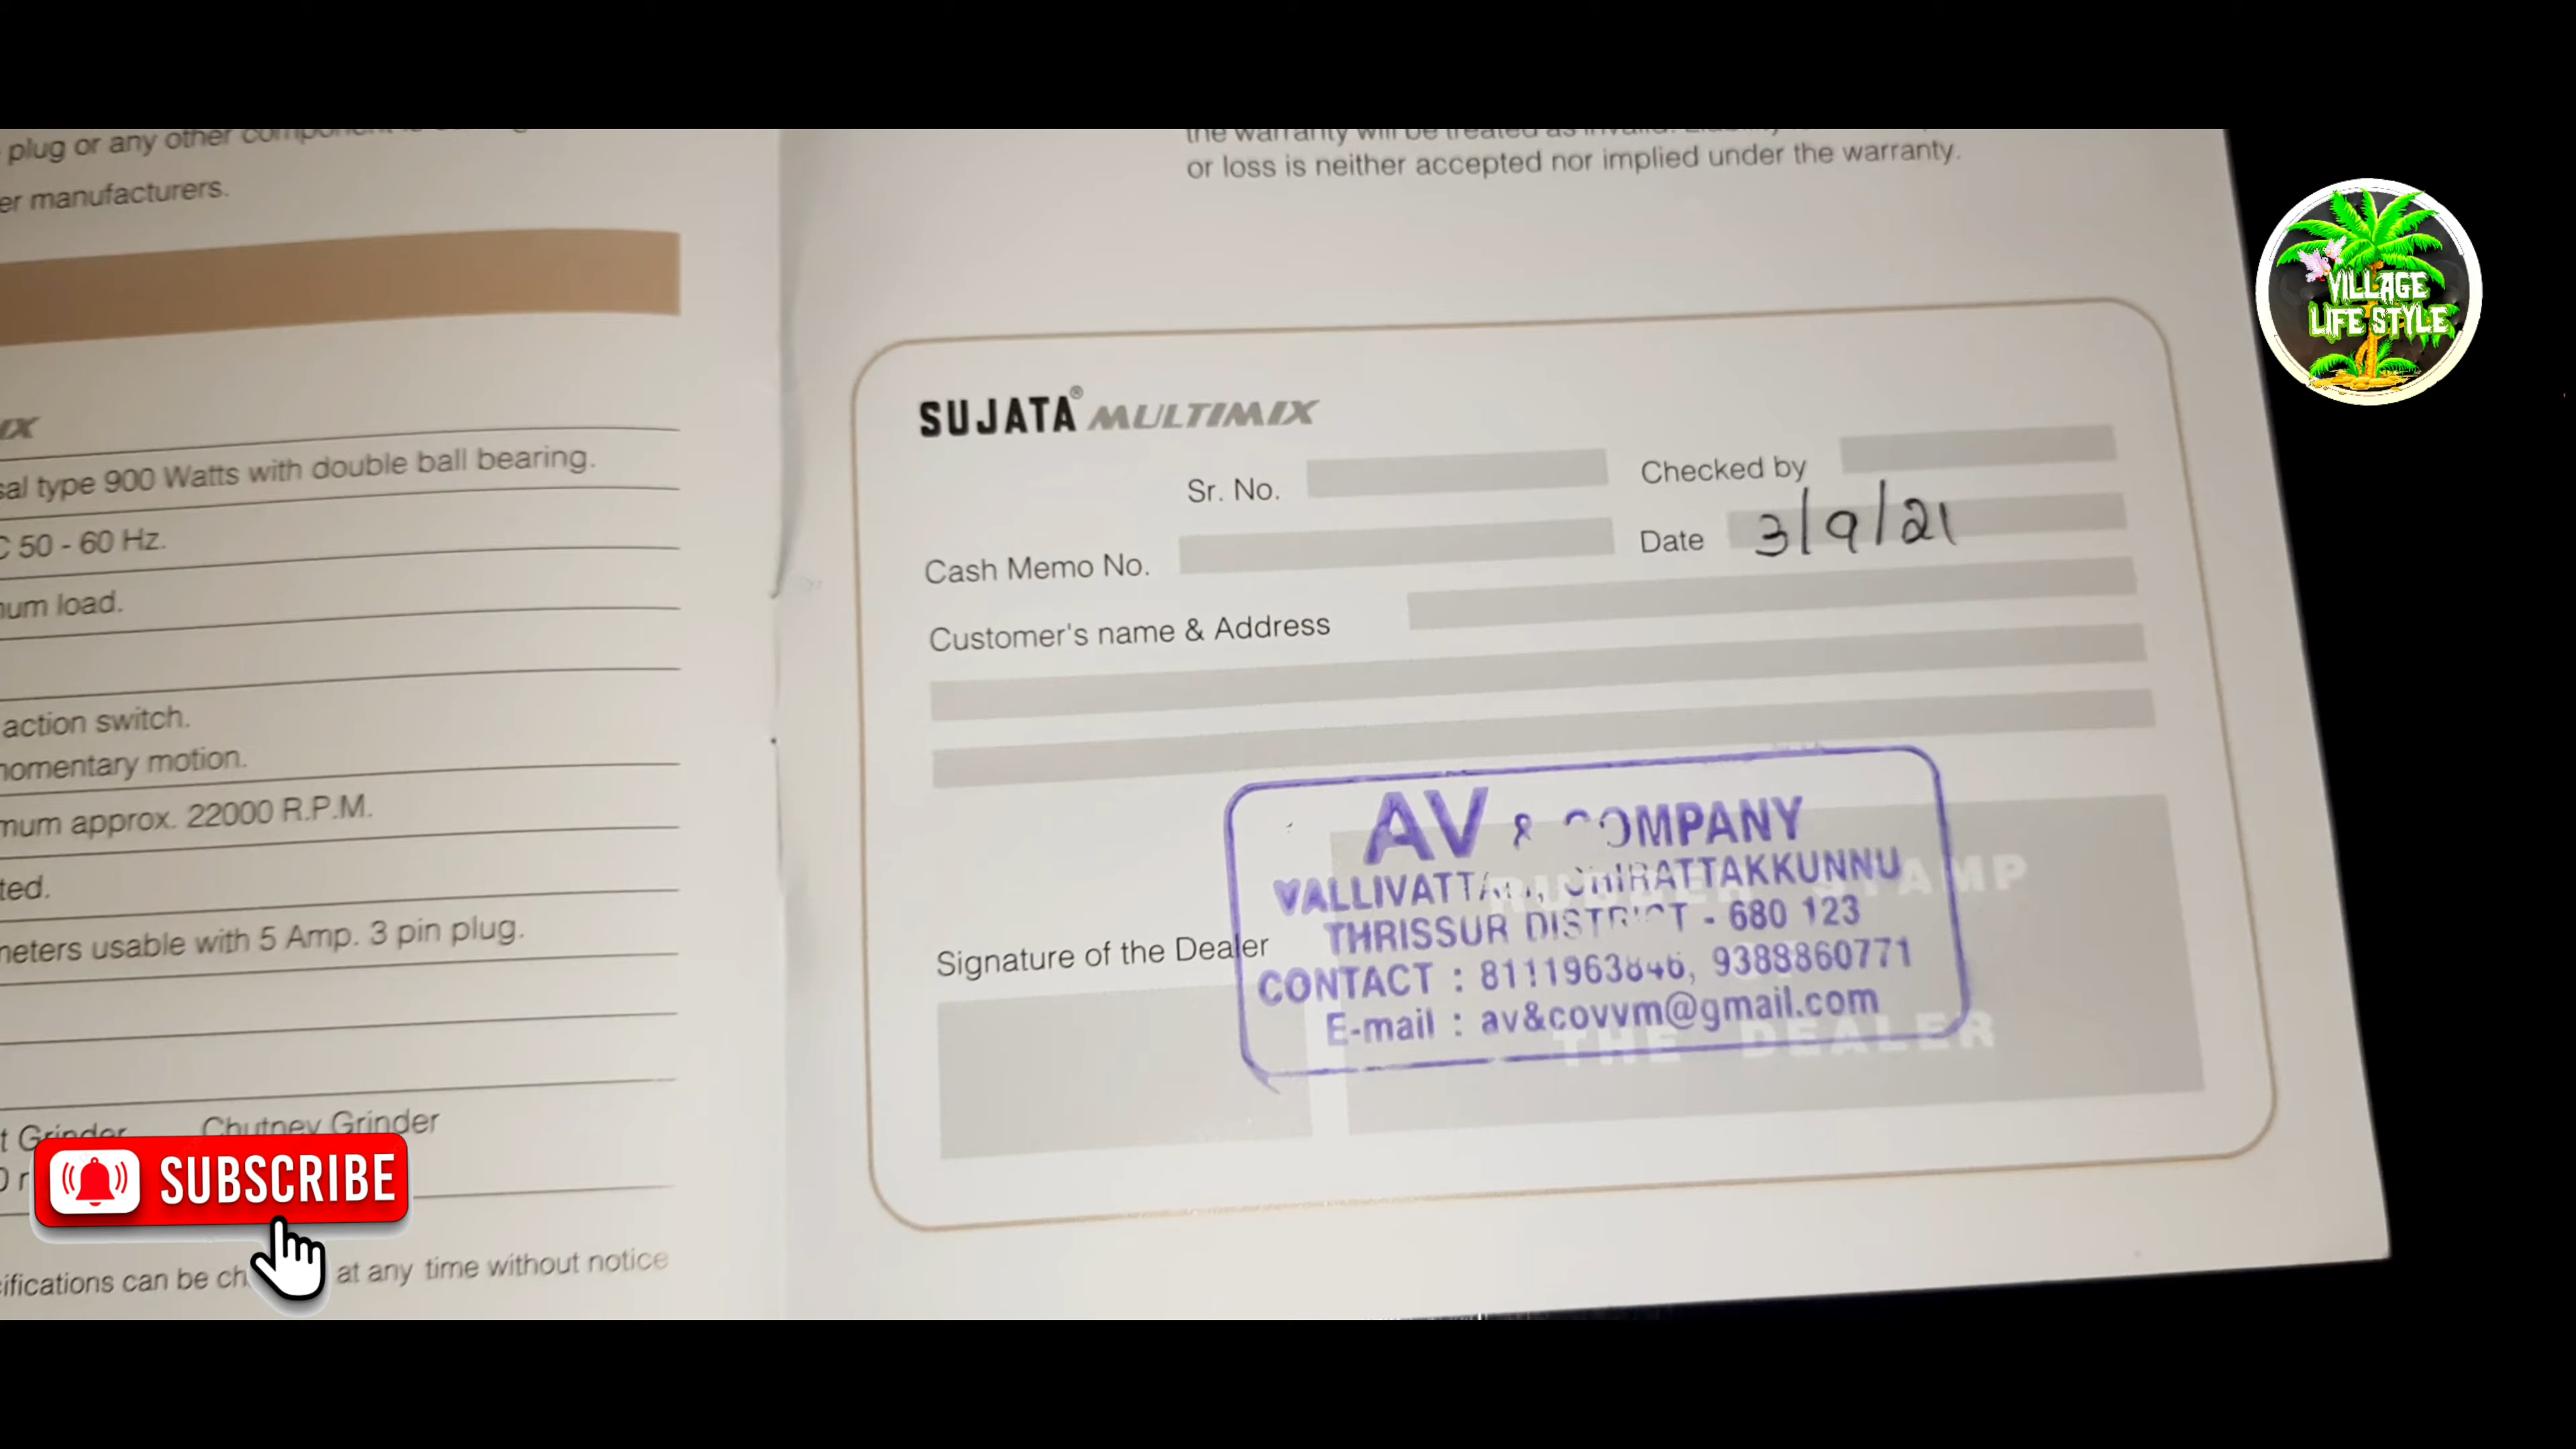 plug or any other
er manufacturers.
IX
sal type 900 Watts with double ball bearing.
C 50 - 60 Hz.
num load.
action switch.
momentary motion.
mum approx. 22000 R.P.M.
ted.
meters usable with 5 Amp. 3 pin plug.
t Grinder Chutney Grinder
SUBSCRIBE
ifications can be ch at any time without notice
the warranty will be treated as invalid.
or loss is neither accepted nor implied under the warranty.
SUJATA® MULTIMIX
Sr. No. Checked by
Cash Memo No. Date 3/9/21
Customer's name & Address
AV & COMPANY
THRISSUR DISTRICT - 680 123
CONTACT : 8111963846, 9388860771
E-mail : av&covvm@gmail.com
Signature of the Dealer
STAMP
THE DEALER
VILLAGE
LIFE STYLE